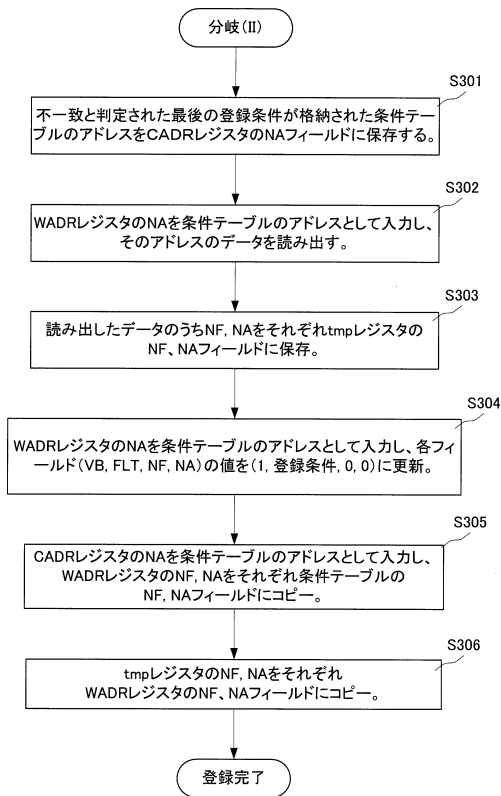 分岐(II)
S301
不一致と判定された最後の登録条件が格納された条件テー
ブルのアドレスをCADRレジスタのNAフィールドに保存する。
S302
WADRレジスタのNAを条件テーブルのアドレスとして入力し、
そのアドレスのデータを読み出す。
S303
読み出したデータのうちNF, NAをそれぞれtmpレジスタの
NF、NAフィールドに保存。
S304
WADRレジスタのNAを条件テーブルのアドレスとして入力し、各フィ
ールド(VB, FLT, NF, NA)の値を(1, 登録条件, 0, 0)に更新。
S305
CADRレジスタのNAを条件テーブルのアドレスとして入力し、
WADRレジスタのNF, NAをそれぞれ条件テーブルの
NF, NAフィールドにコピー。
S306
tmpレジスタのNF, NAをそれぞれ
WADRレジスタのNF、NAフィールドにコピー。
登録完了